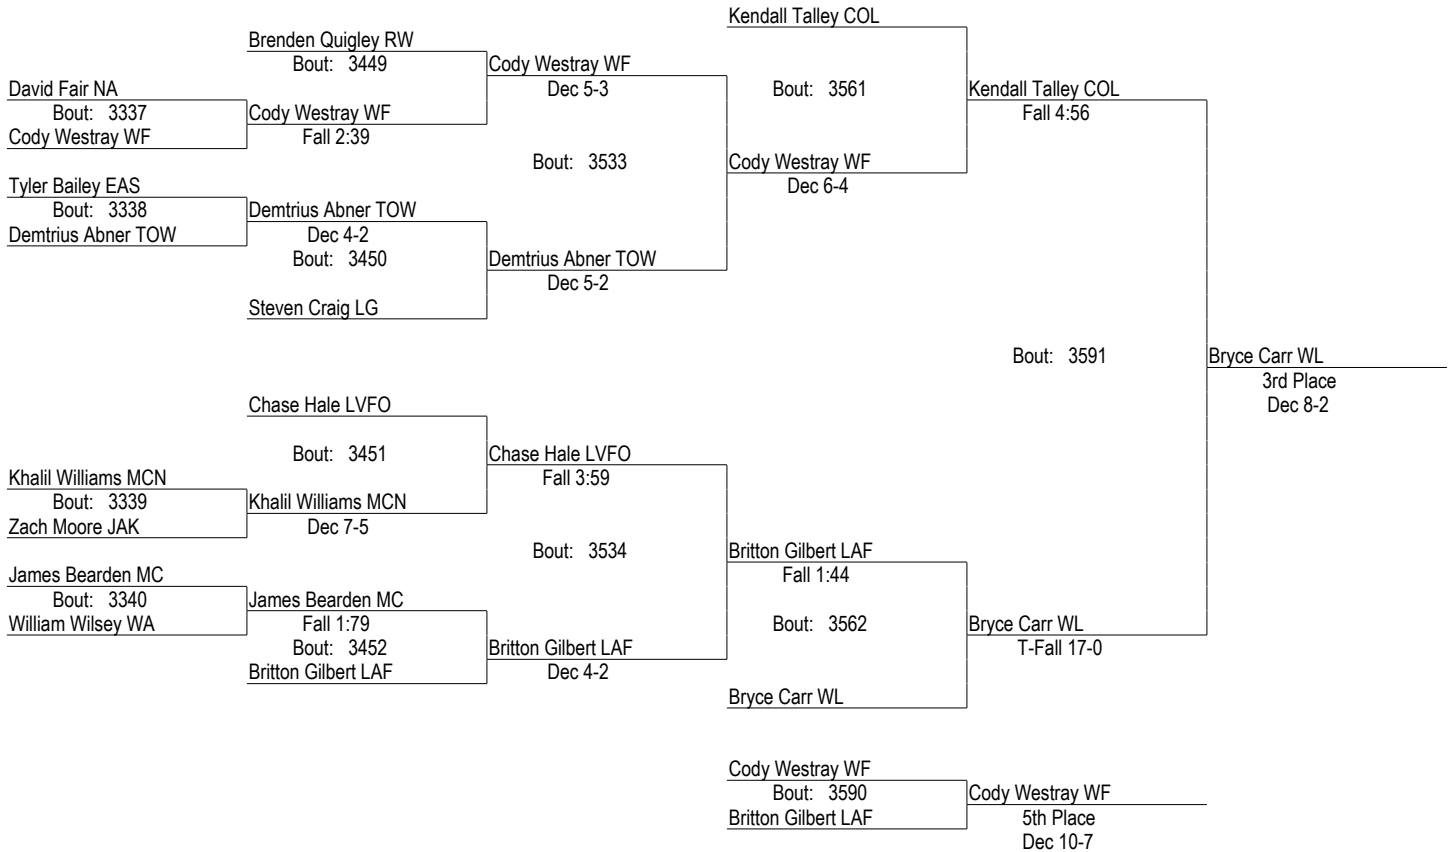 Kendall Talley COL
Brenden Quigley RW
Bout: 3449
Cody Westray WF
David Fair NA
Dec 5-3
Bout: 3561
Kendall Talley COL
Bout: 3337
Cody Westray WF
Fall 4:56
Cody Westray WF
Fall 2:39
Bout: 3533
Cody Westray WF
Tyler Bailey EAS
Dec 6-4
Bout: 3338
Demtrius Abner TOW
Demtrius Abner TOW
Dec 4-2
Bout: 3450
Demtrius Abner TOW
Dec 5-2
Steven Craig LG
Bout: 3591
Bryce Carr WL
3rd Place
Dec 8-2
Chase Hale LVFO
Bout: 3451
Chase Hale LVFO
Khalil Williams MCN
Fall 3:59
Bout: 3339
Khalil Williams MCN
Zach Moore JAK
Dec 7-5
Bout: 3534
Britton Gilbert LAF
James Bearden MC
Fall 1:44
Bout: 3340
James Bearden MC
William Wilsey WA
Fall 1:79
Bout: 3562
Bryce Carr WL
Bout: 3452
Britton Gilbert LAF
T-Fall 17-0
Britton Gilbert LAF
Dec 4-2
Bryce Carr WL
Cody Westray WF
Bout: 3590
Cody Westray WF
Britton Gilbert LAF
5th Place
Dec 10-7